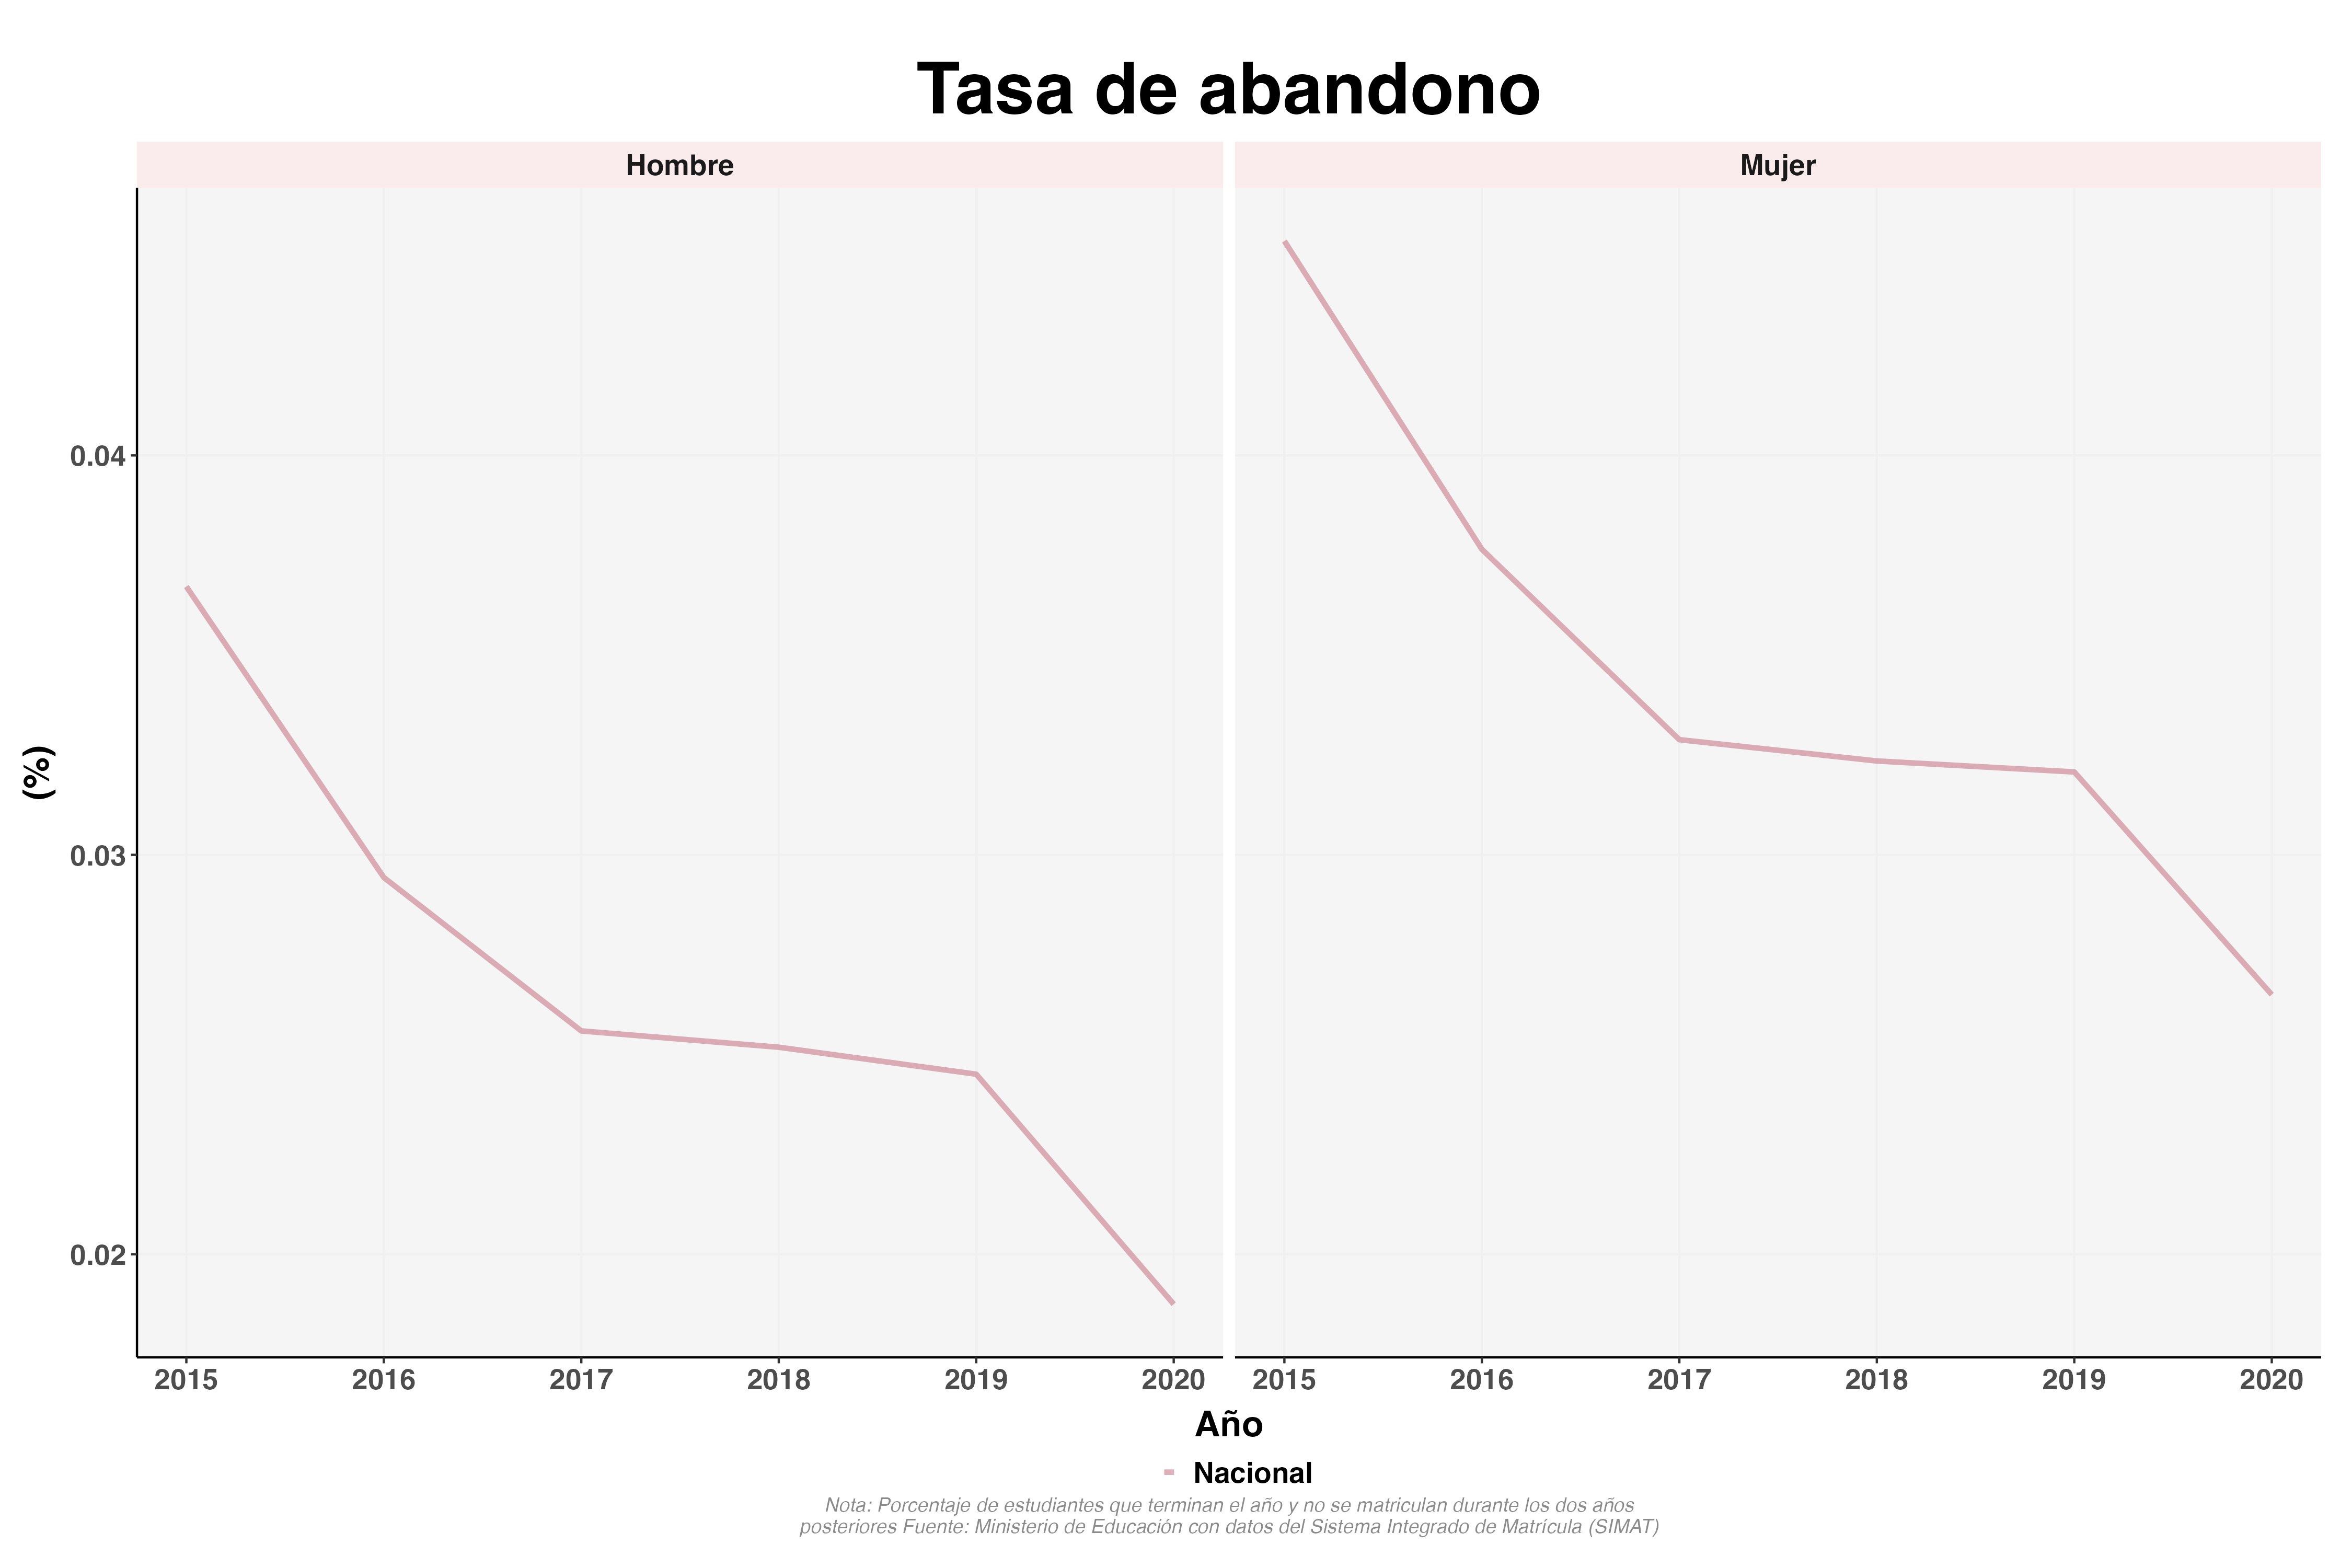 Tasa de abandono
Hombre
Mujer
(%)
0.04
0.03
0.02
2015 2016 2017 2018 2019 2020
2015 2016 2017 2018 2019 2020
Año
Nacional
Nota: Porcentaje de estudiantes que terminan el año y no se matriculan durante los dos años
posteriores Fuente: Ministerio de Educación con datos del Sistema Integrado de Matrícula (SIMAT)